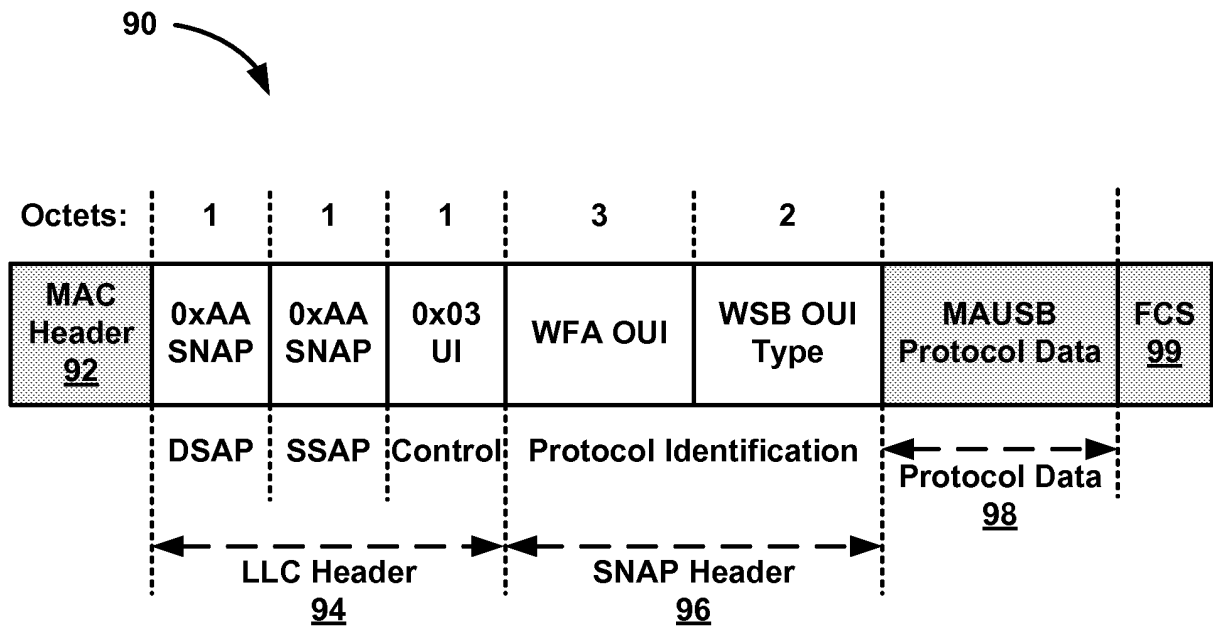 90
Octets: 1 1 1 3 2
MAC Header 92
0xAA SNAP
0xAA SNAP
0x03 UI
WFA OUI
WSB OUI Type
MAUSB Protocol Data
FCS 99
DSAP SSAP Control Protocol Identification
Protocol Data
98
LLC Header
94
SNAP Header
96